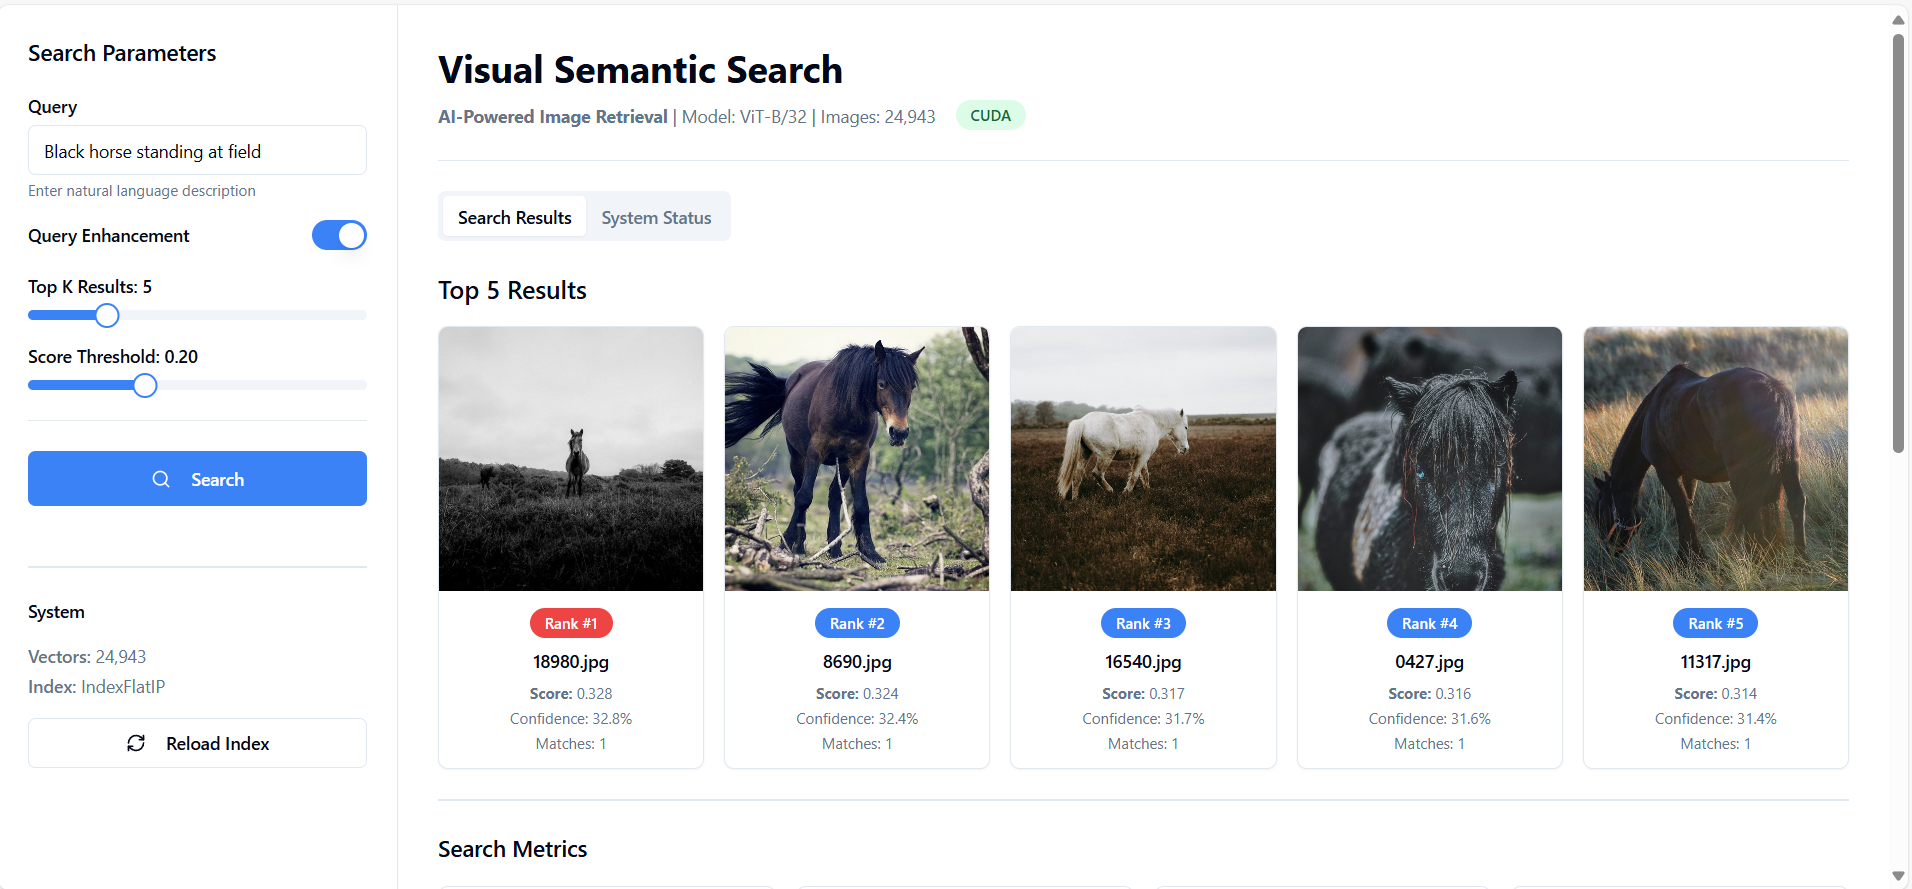 Search Parameters
Query
Black horse standing at field
Enter natural language description
Query Enhancement
Top K Results: 5
Score Threshold: 0.20
Search
System
Vectors: 24,943
Index: IndexFlatIP
Reload Index
Visual Semantic Search
AI-Powered Image Retrieval | Model: ViT-B/32 | Images: 24,943 CUDA
Search Results System Status
Top 5 Results
Rank #1
18980.jpg
Score: 0.328
Confidence: 32.8%
Matches: 1
Rank #2
8690.jpg
Score: 0.324
Confidence: 32.4%
Matches: 1
Rank #3
16540.jpg
Score: 0.317
Confidence: 31.7%
Matches: 1
Rank #4
0427.jpg
Score: 0.316
Confidence: 31.6%
Matches: 1
Rank #5
11317.jpg
Score: 0.314
Confidence: 31.4%
Matches: 1
Search Metrics